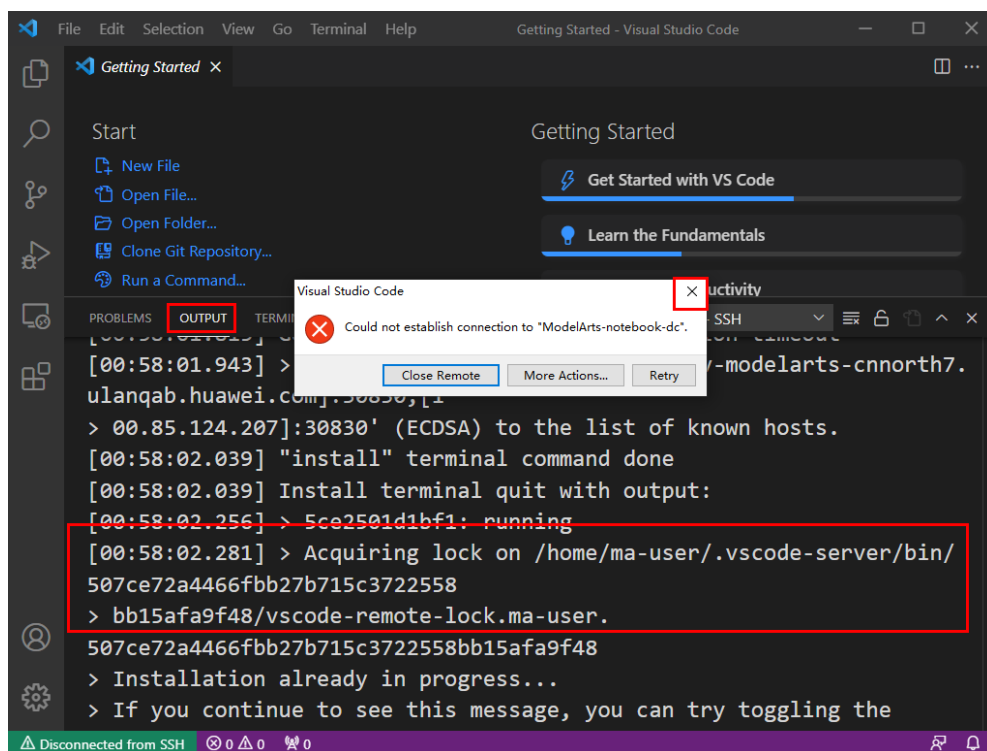 File Edit Selection View Go Terminal Help Getting Started - Visual Studio Code
Getting Started
Start
New File
Open File...
Open Folder...
Clone Git Repository...
Run a Command...
Getting Started
Get Started with VS Code
Learn the Fundamentals
uctivity
Visual Studio Code
Could not establish connection to "ModelArts-notebook-dc".
Close Remote More Actions... Retry
PROBLEMS OUTPUT TERMI - SSH
[00:58:01.943] > -modelarts-cnnorth7.
ulanqab.huawei.com]:30830,[1
> 00.85.124.207]:30830' (ECDSA) to the list of known hosts.
[00:58:02.039] "install" terminal command done
[00:58:02.039] Install terminal quit with output:
[00:58:02.256] > 5ce2501d1bf1: running
[00:58:02.281] > Acquiring lock on /home/ma-user/.vscode-server/bin/
507ce72a4466fbb27b715c3722558
> bb15afa9f48/vscode-remote-lock.ma-user.
507ce72a4466fbb27b715c3722558bb15afa9f48
> Installation already in progress...
> If you continue to see this message, you can try toggling the
Disconnected from SSH 0 0 0